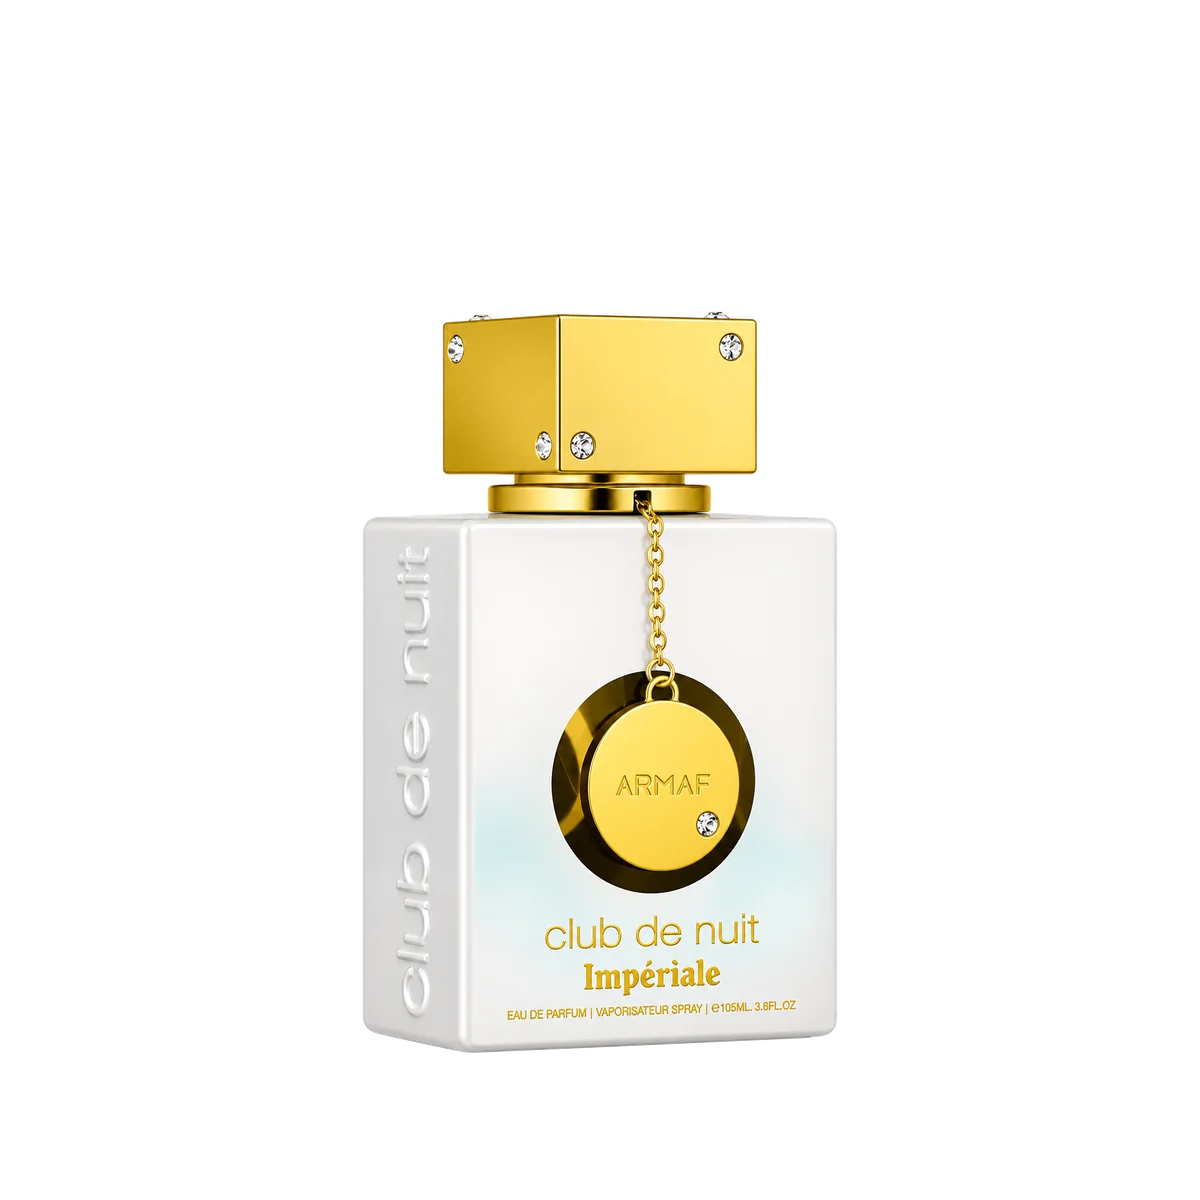 club de nuit
ARMAF
club de nuit
Impériale
EAU DE PARFUM | VAPORISATEUR SPRAY | ℮105ML. 3.6FL.OZ